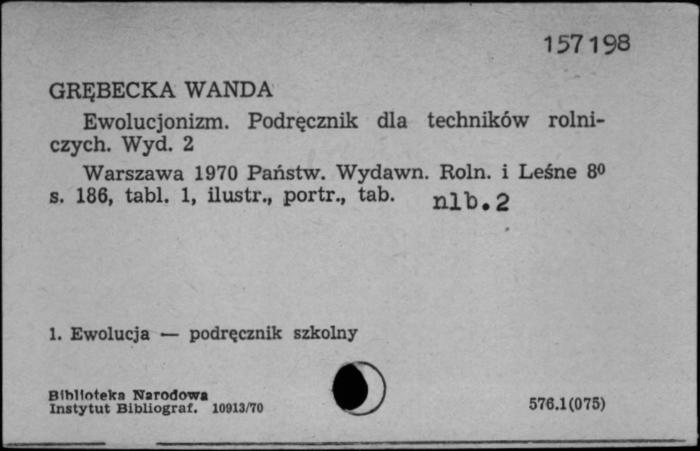 157198
GRĘBECKA WANDA
Ewolucjonizm. Podręcznik dla techników rolni-
czych. Wyd. 2
Warszawa 1970 Państw. Wydawn. Roln. i Leśne 8º
s. 186, tabl. 1, ilustr., portr., tab. nlb. 2
1. Ewolucja — podręcznik szkolny
Biblioteka Narodowa
Instytut Bibliograf. 10913/70
576.1(075)